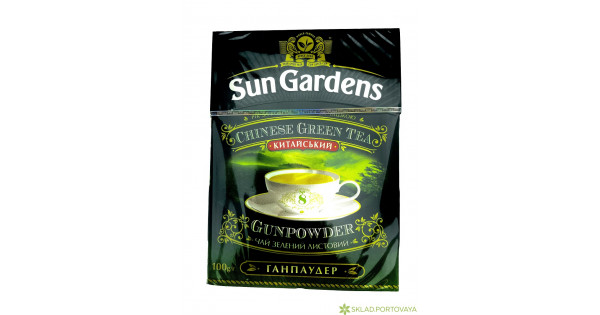 Sun Gardens
CHINESE GREEN TEA
КИТАЙСЬКИЙ
8
GUNPOWDER
ЧАЙ ЗЕЛЕНИЙ ЛИСТОВИЙ
100g
ГАНПАУДЕР
SKLAD.PORTOVAYA